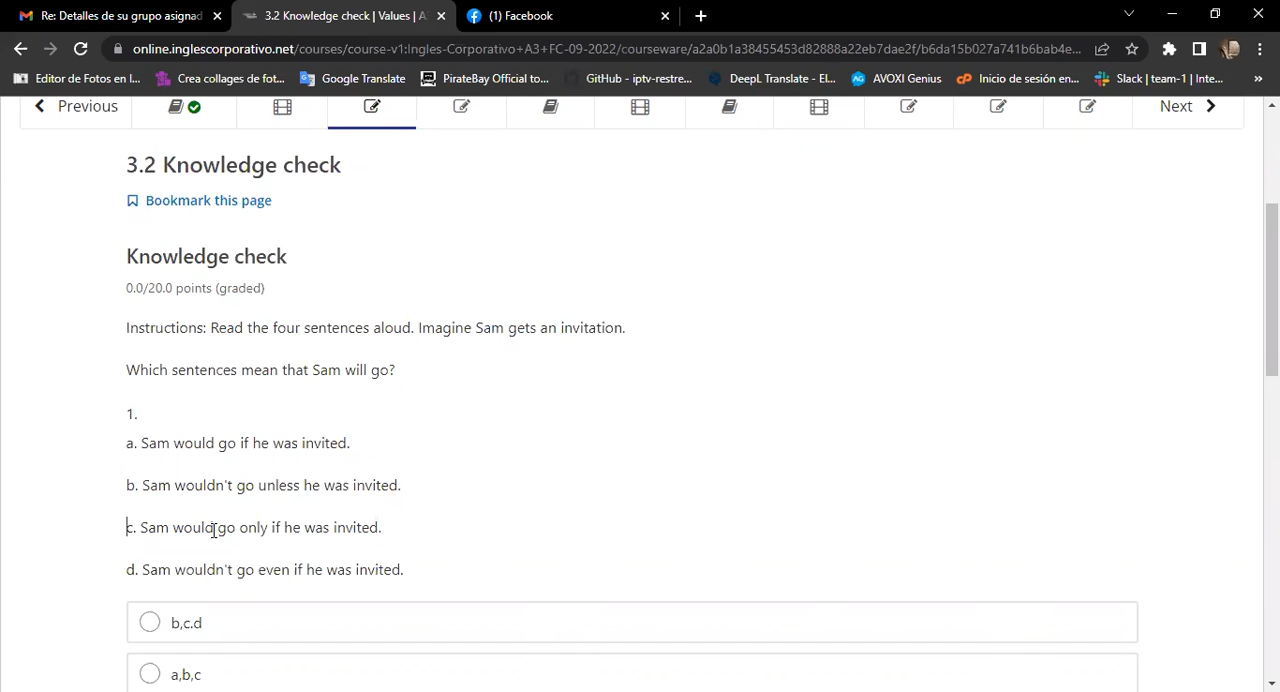 Re: Detalles de su grupo asignad
3.2 Knowledge check | Values | A
(1) Facebook
online.inglescorporativo.net/courses/course-v1:Ingles-Corporativo+A3+FC-09-2022/courseware/a2a0b1a38455453d82888a22eb7dae2f/b6da15b027a741b6bab4e...
Editor de Fotos en l...
Crea collages de fot...
Google Translate
PirateBay Official to...
GitHub - iptv-restre...
DeepL Translate - El...
AVOXI Genius
Inicio de sesión en...
Slack | team-1 | Inte...
»
Previous
Next
3.2 Knowledge check
Bookmark this page
Knowledge check
0.0/20.0 points (graded)
Instructions: Read the four sentences aloud. Imagine Sam gets an invitation.
Which sentences mean that Sam will go?
1.
a. Sam would go if he was invited.
b. Sam wouldn't go unless he was invited.
c. Sam would go only if he was invited.
d. Sam wouldn't go even if he was invited.
b,c.d
a,b,c